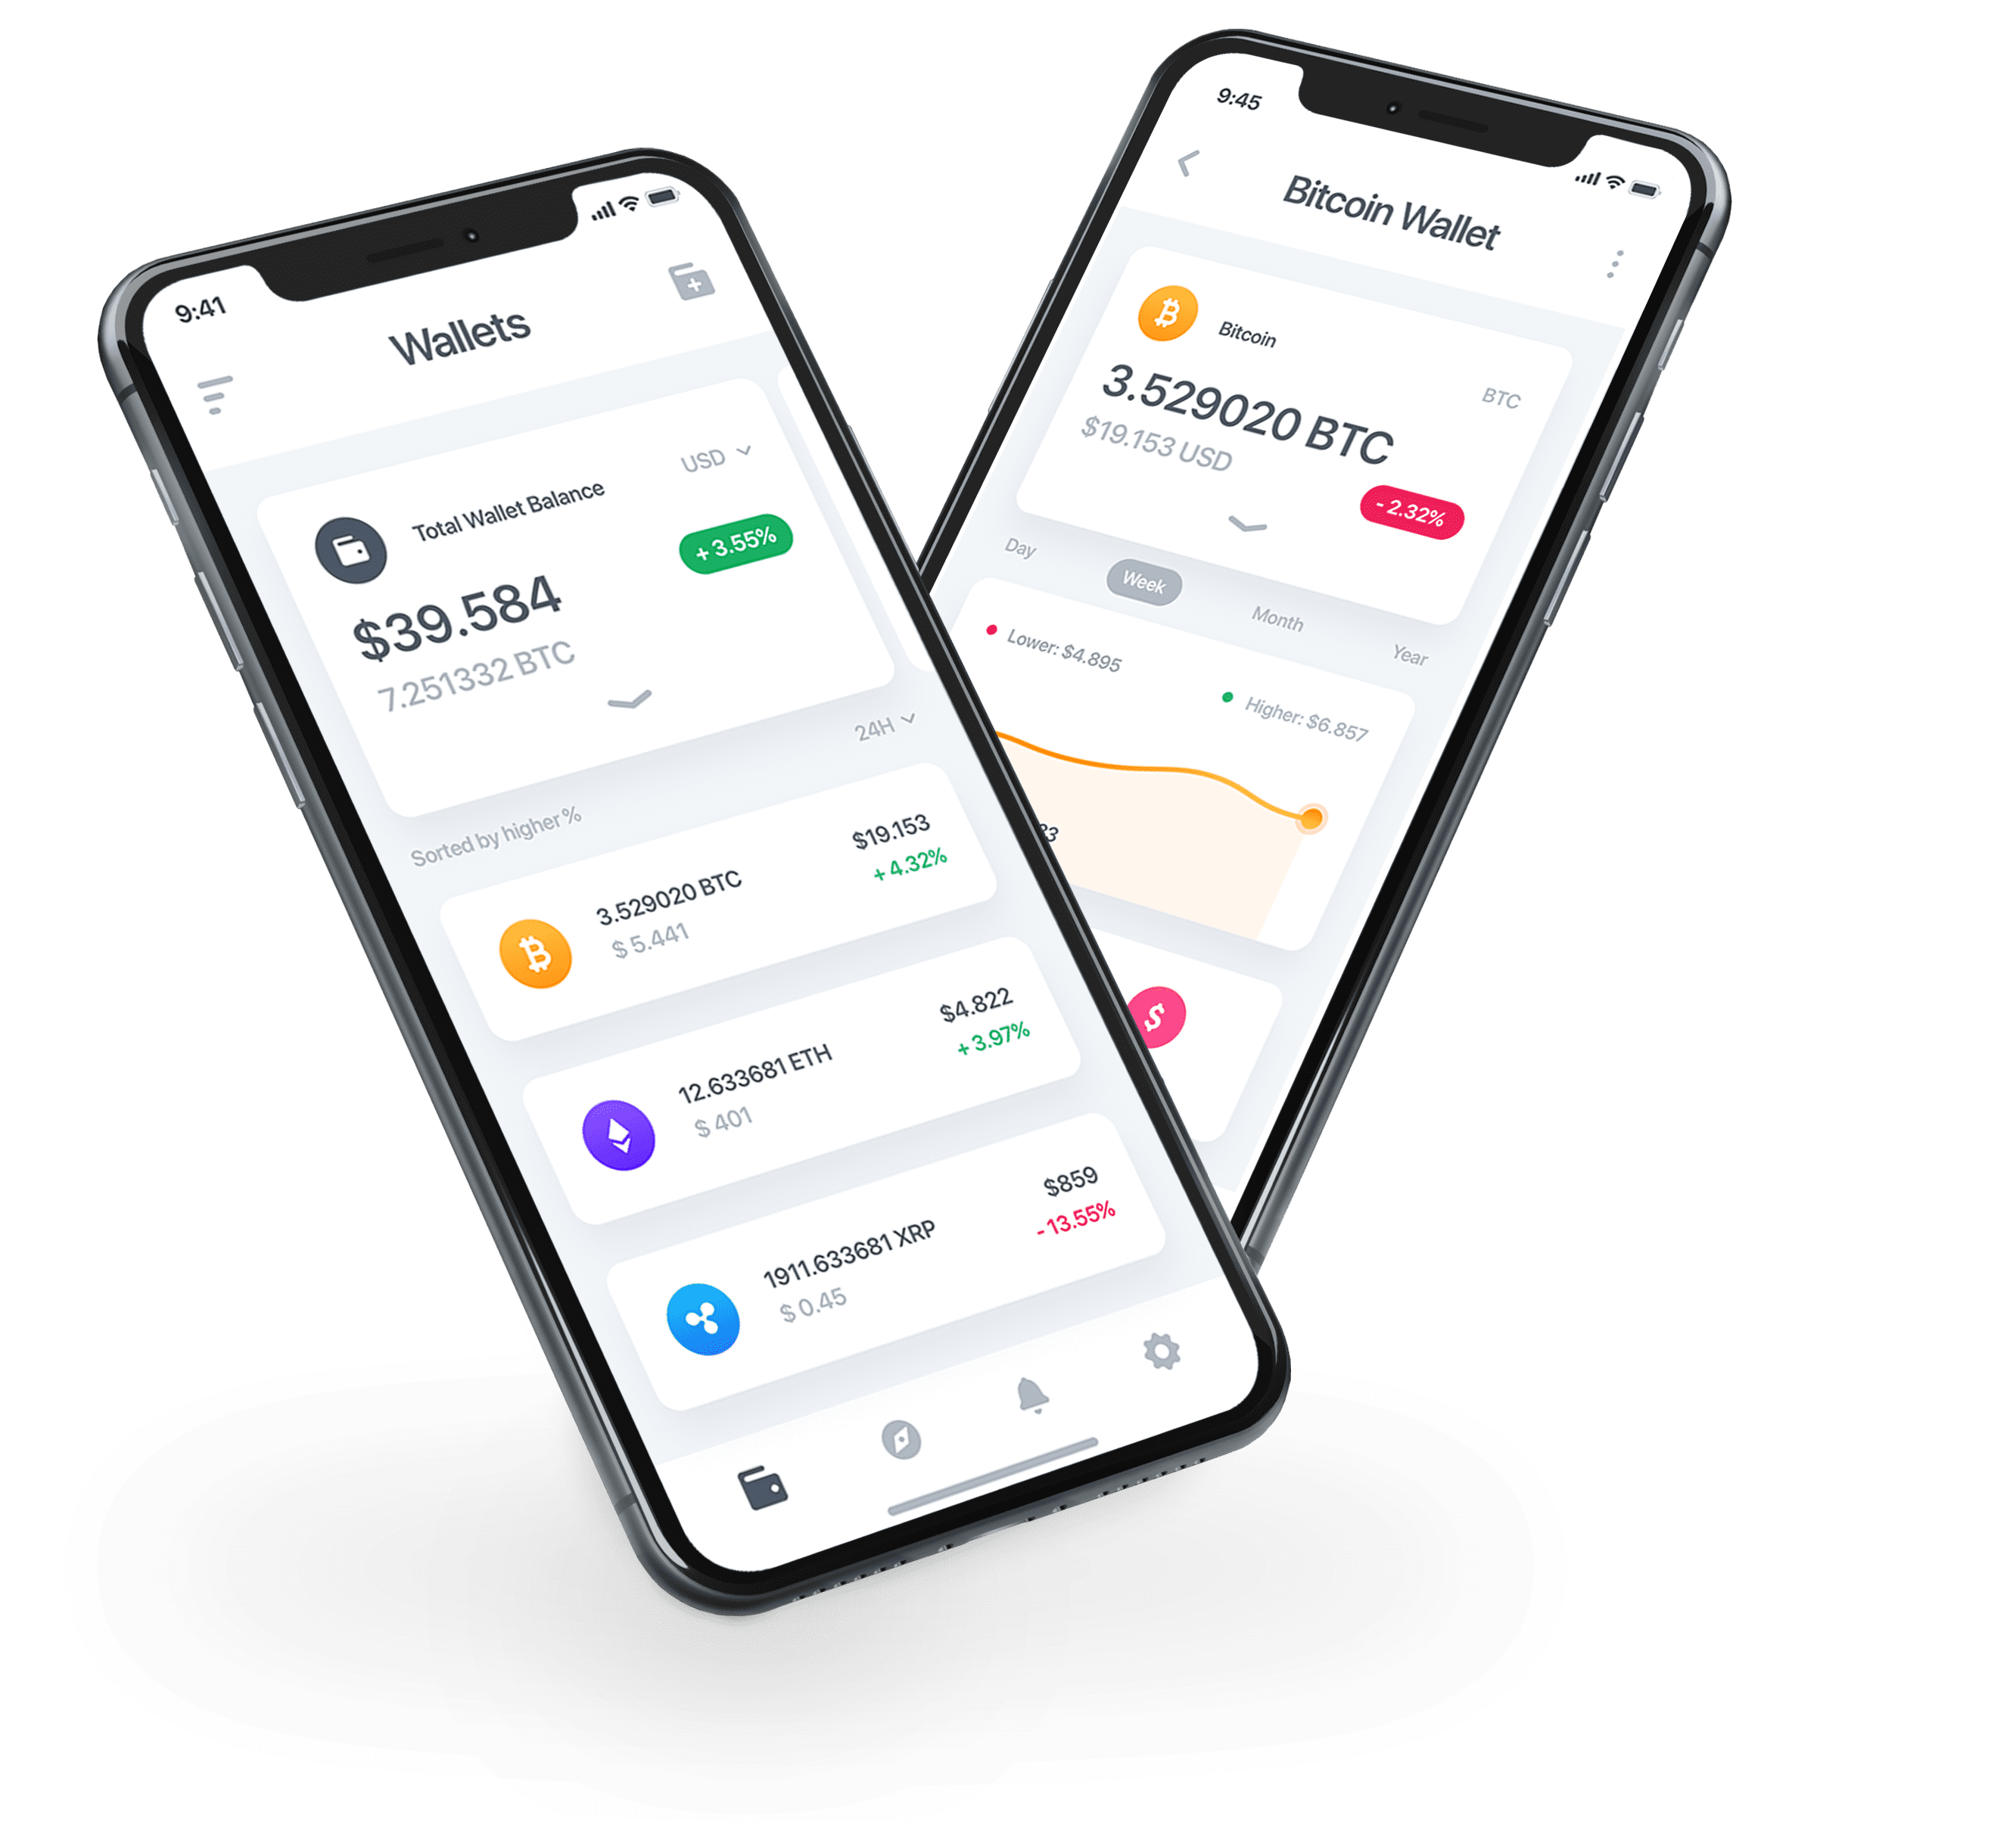 9:41
Wallets
Total Wallet Balance
USD
$39.584
+ 3.55%
7.251332 BTC
24H
Sorted by higher %
3.529020 BTC
$19.153
$ 5.441
+ 4.32%
12.633681 ETH
$4.822
$ 401
+ 3.97%
1911.633681 XRP
$859
$ 0.45
- 13.55%
9:45
Bitcoin Wallet
Bitcoin
BTC
3.529020 BTC
$19.153 USD
- 2.32%
Day
Week
Month
Year
Lower: $4.895
Higher: $6.857